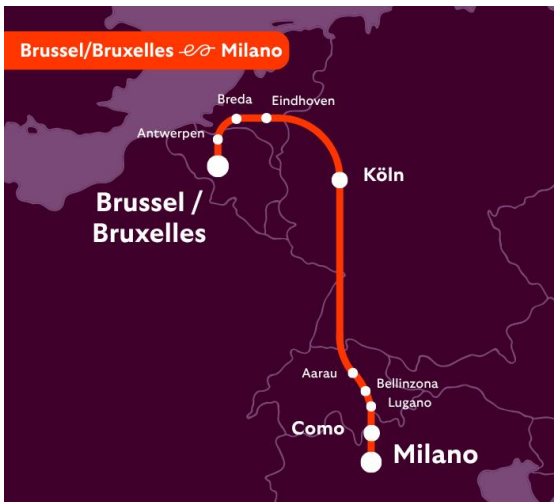 Brussel/Bruxelles Milano
Breda
Eindhoven
Antwerpen
Brussel /
Bruxelles
Köln
Aarau
Bellinzona
Lugano
Como
Milano